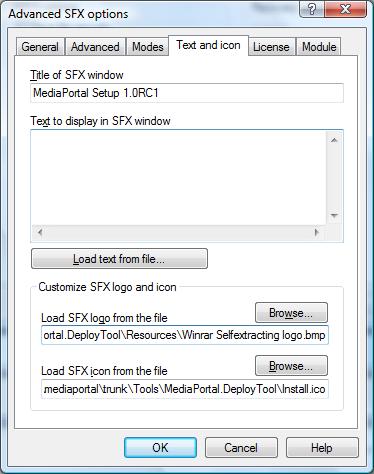 Advanced SFX options
General Advanced Modes Text and icon License Module
Title of SFX window
MediaPortal Setup 1.0RC1
Text to display in SFX window
Load text from file...
Customize SFX logo and icon
Browse...
Load SFX logo from the file
ortal.DeployTool\Resources\Winrar Selfextracting logo.bmp
Browse...
Load SFX icon from the file
mediaportal\trunk\Tools\MediaPortal.DeployTool\Install.ico
OK Cancel Help